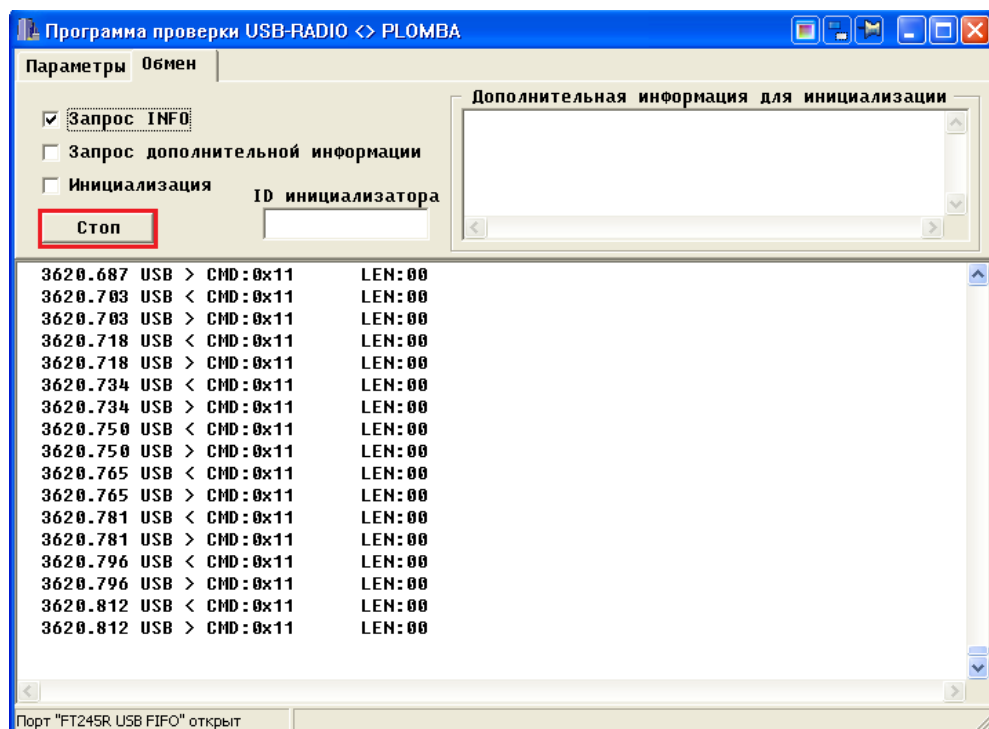 Программа проверки USB-RADIO <> PLOMBA
Параметры Обмен
Запрос INFO
Запрос дополнительной информации
Инициализация
ID инициализатора
Стоп
Дополнительная информация для инициализации
3620.687 USB > CMD:0x11 LEN:00
3620.703 USB < CMD:0x11 LEN:00
3620.703 USB > CMD:0x11 LEN:00
3620.718 USB < CMD:0x11 LEN:00
3620.718 USB > CMD:0x11 LEN:00
3620.734 USB < CMD:0x11 LEN:00
3620.734 USB > CMD:0x11 LEN:00
3620.750 USB < CMD:0x11 LEN:00
3620.750 USB > CMD:0x11 LEN:00
3620.765 USB < CMD:0x11 LEN:00
3620.765 USB > CMD:0x11 LEN:00
3620.781 USB < CMD:0x11 LEN:00
3620.781 USB > CMD:0x11 LEN:00
3620.796 USB < CMD:0x11 LEN:00
3620.796 USB > CMD:0x11 LEN:00
3620.812 USB < CMD:0x11 LEN:00
3620.812 USB > CMD:0x11 LEN:00
Порт "FT245R USB FIFO" открыт